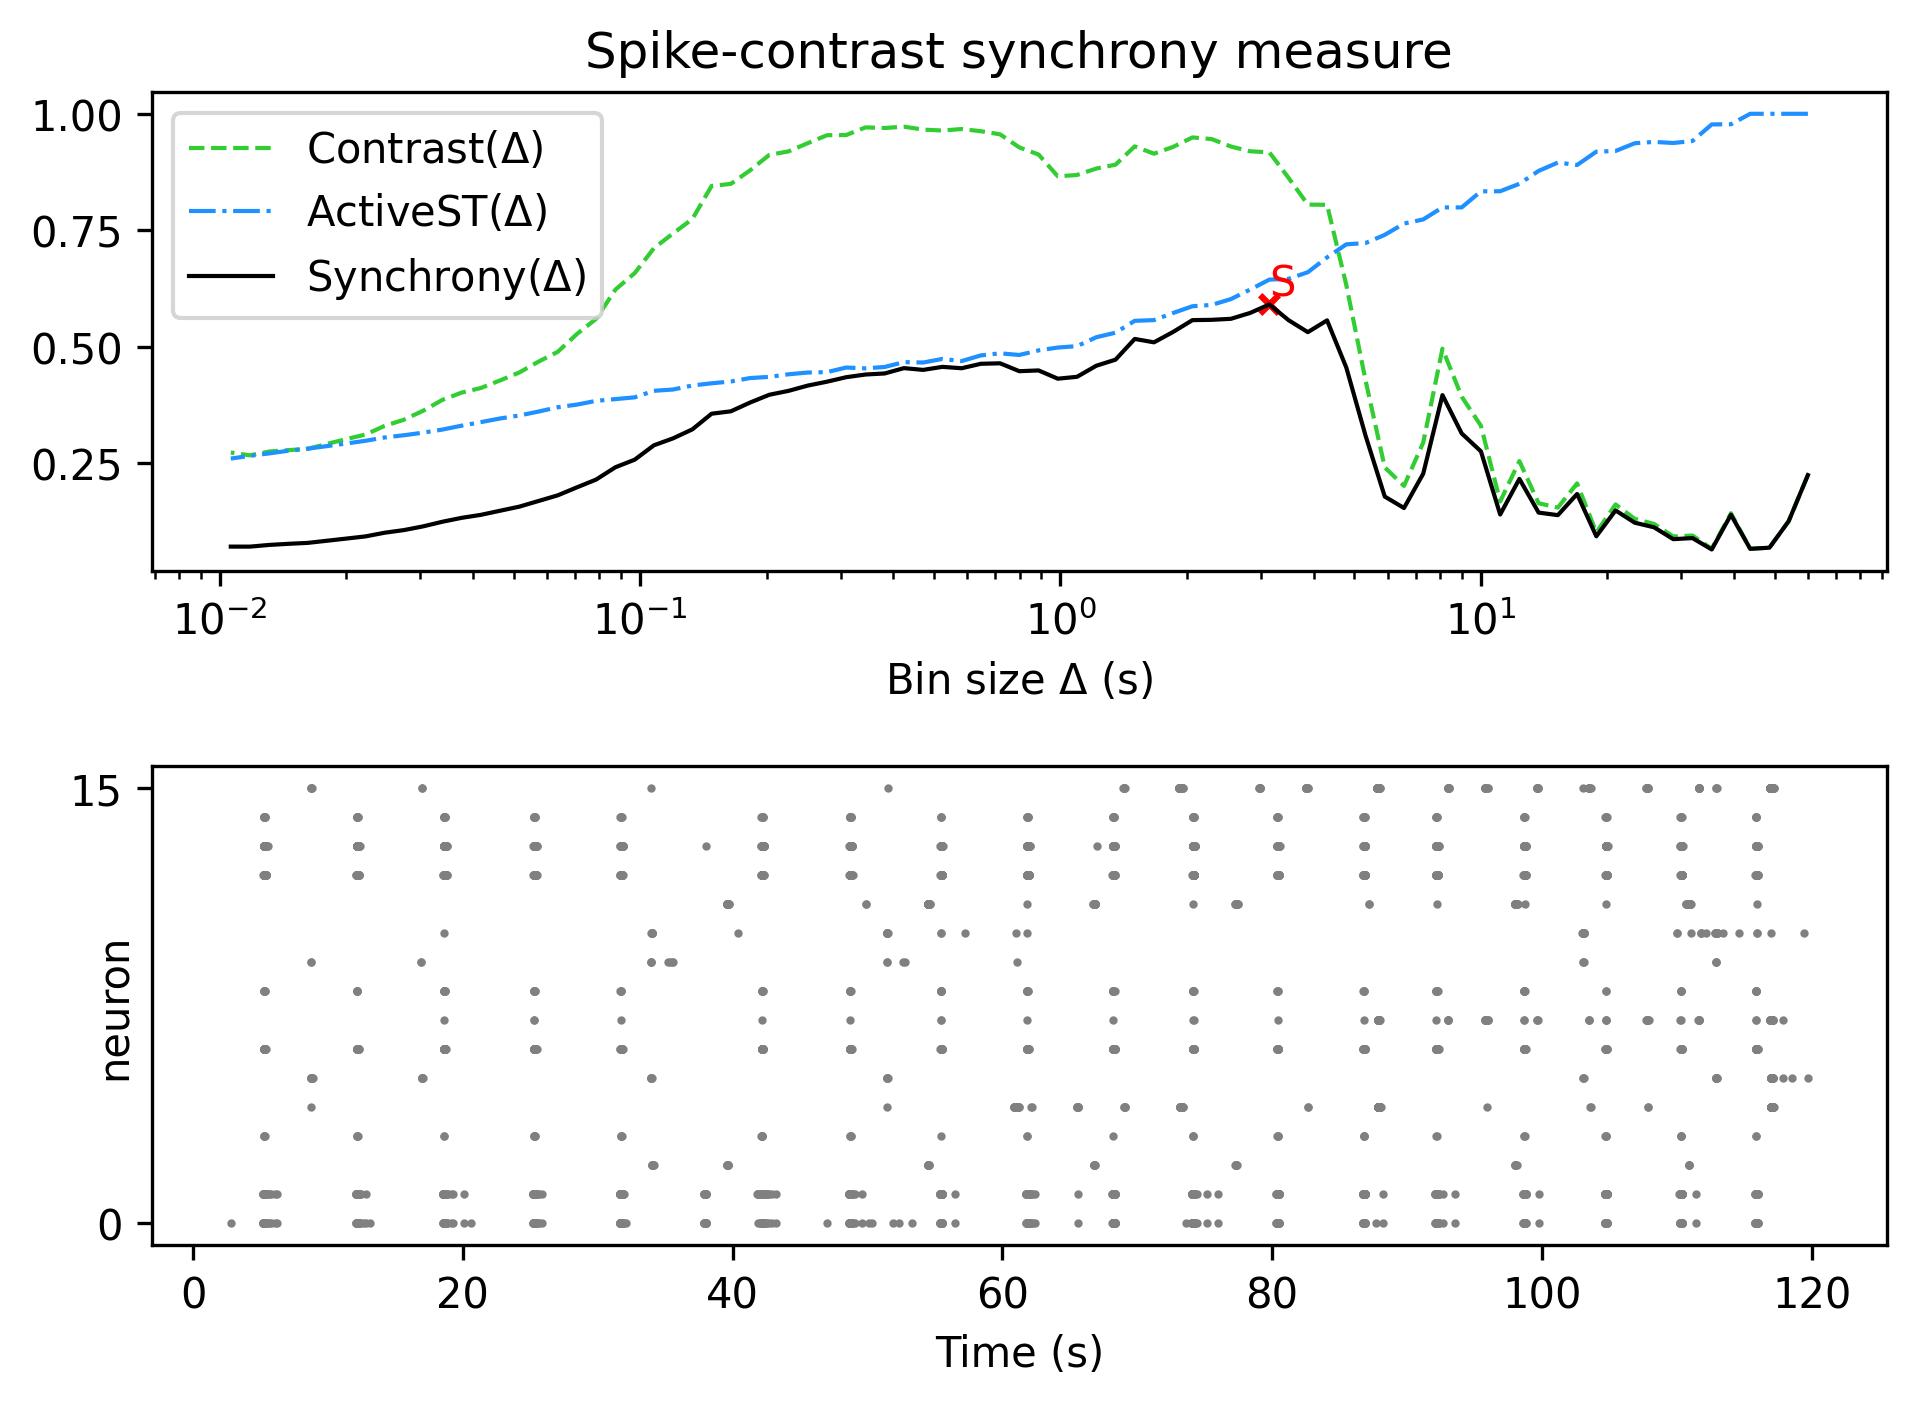 Spike-contrast synchrony measure
1.00
0.75
0.50
0.25
Contrast(Δ)
ActiveST(Δ)
Synchrony(Δ)
S
10⁻² 10⁻¹ 10⁰ 10¹
Bin size Δ (s)
15
0
neuron
0 20 40 60 80 100 120
Time (s)